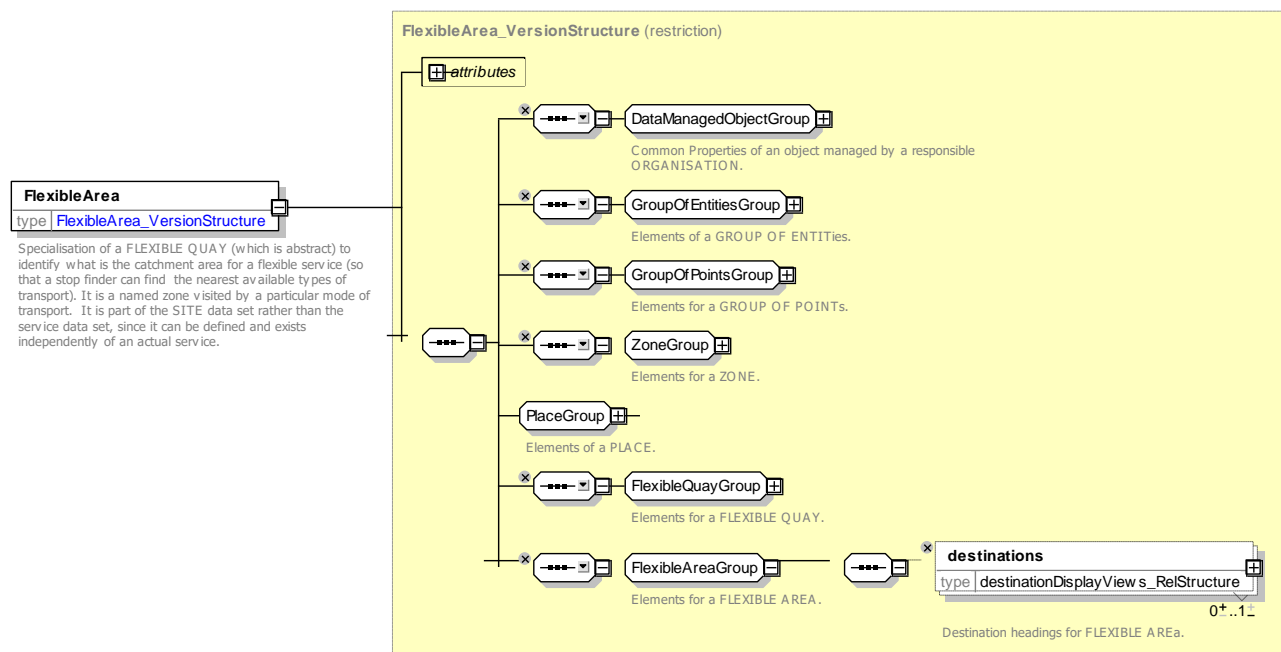 FlexibleArea_VersionStructure (restriction)
attributes
DataManagedObjectGroup
Common Properties of an object managed by a responsible
ORGANISATION.
FlexibleArea
type FlexibleArea_VersionStructure
Specialisation of a FLEXIBLE QUAY (which is abstract) to
identify what is the catchment area for a flexible service (so
that a stop finder can find the nearest available types of
transport). It is a named zone visited by a particular mode of
transport. It is part of the SITE data set rather than the
service data set, since it can be defined and exists
independently of an actual service.
GroupOfEntitiesGroup
Elements of a GROUP OF ENTITies.
GroupOfPointsGroup
Elements for a GROUP OF POINTs.
ZoneGroup
Elements for a ZONE.
PlaceGroup
Elements of a PLACE.
FlexibleQuayGroup
Elements for a FLEXIBLE QUAY.
FlexibleAreaGroup
Elements for a FLEXIBLE AREA.
destinations
type destinationDisplayViews_RelStructure
0..1
Destination headings for FLEXIBLE AREa.